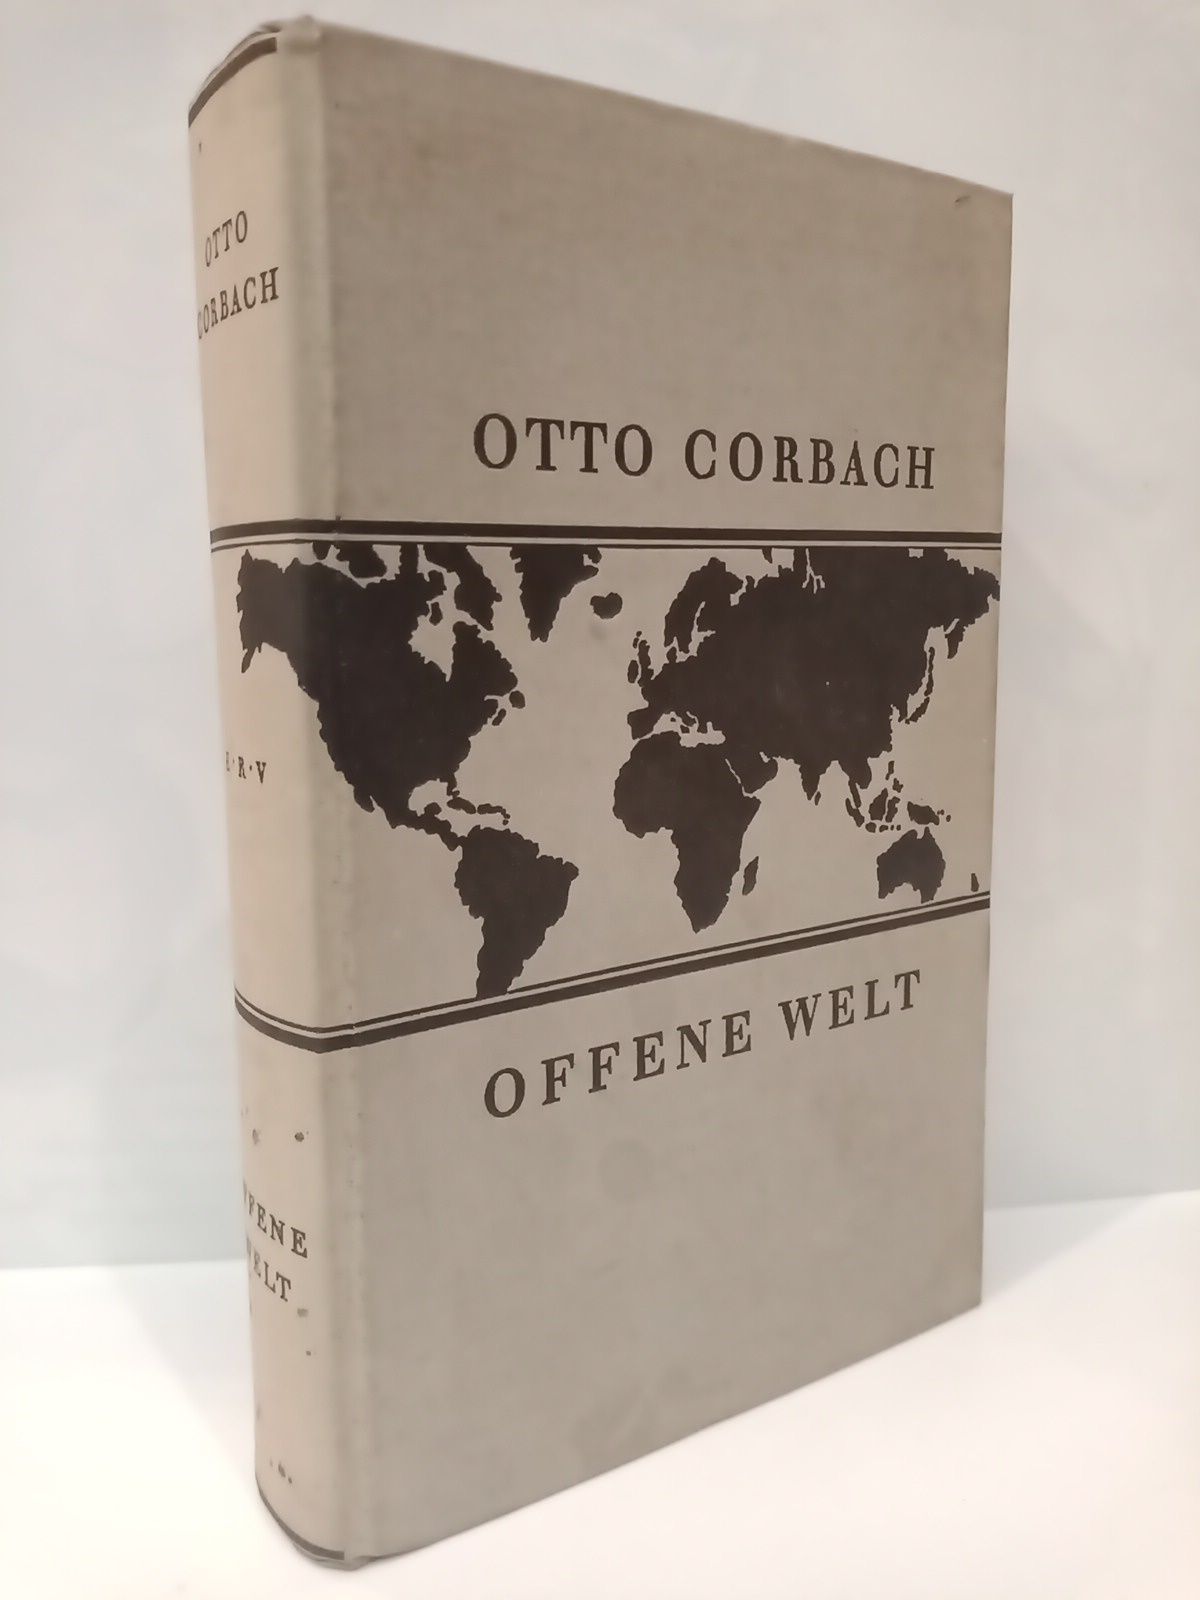 OTTO
CORBACH
R·V
OTTO CORBACH
OFFENE WELT